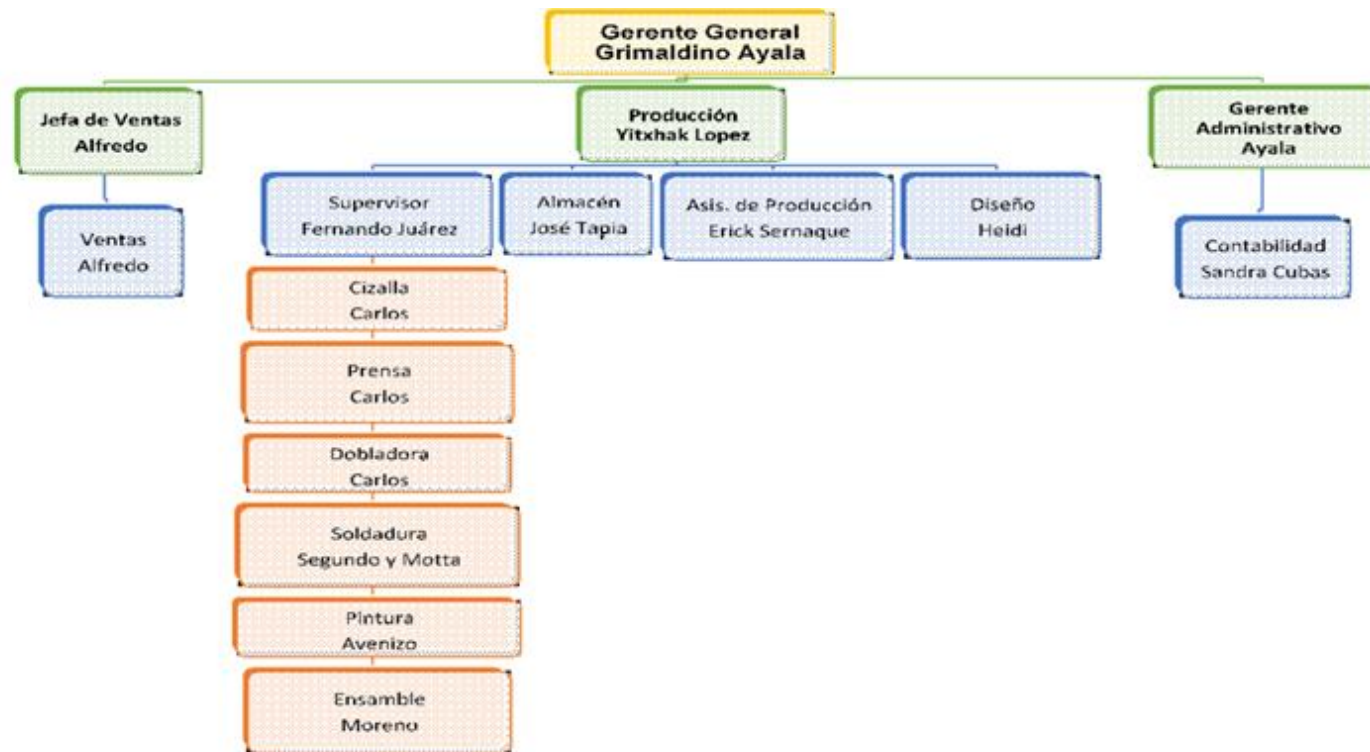 Gerente General
Grimaldino Ayala
Jefa de Ventas
Alfredo
Producción
Yitxhak Lopez
Gerente
Administrativo
Ayala
Ventas
Alfredo
Supervisor
Fernando Juárez
Almacén
José Tapia
Asis. de Producción
Erick Sernaque
Diseño
Heidi
Contabilidad
Sandra Cubas
Cizalla
Carlos
Prensa
Carlos
Dobladora
Carlos
Soldadura
Segundo y Motta
Pintura
Avenizo
Ensamble
Moreno